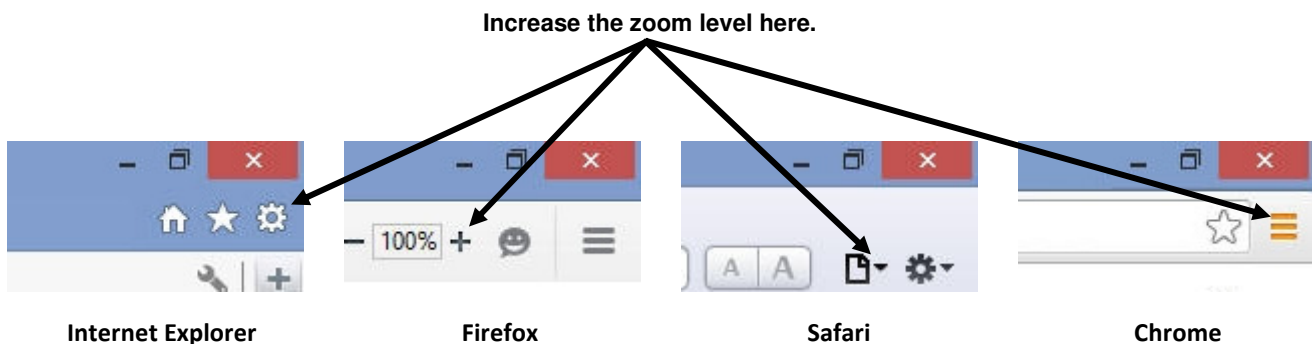 Increase the zoom level here.
100%
A A
Internet Explorer Firefox Safari Chrome